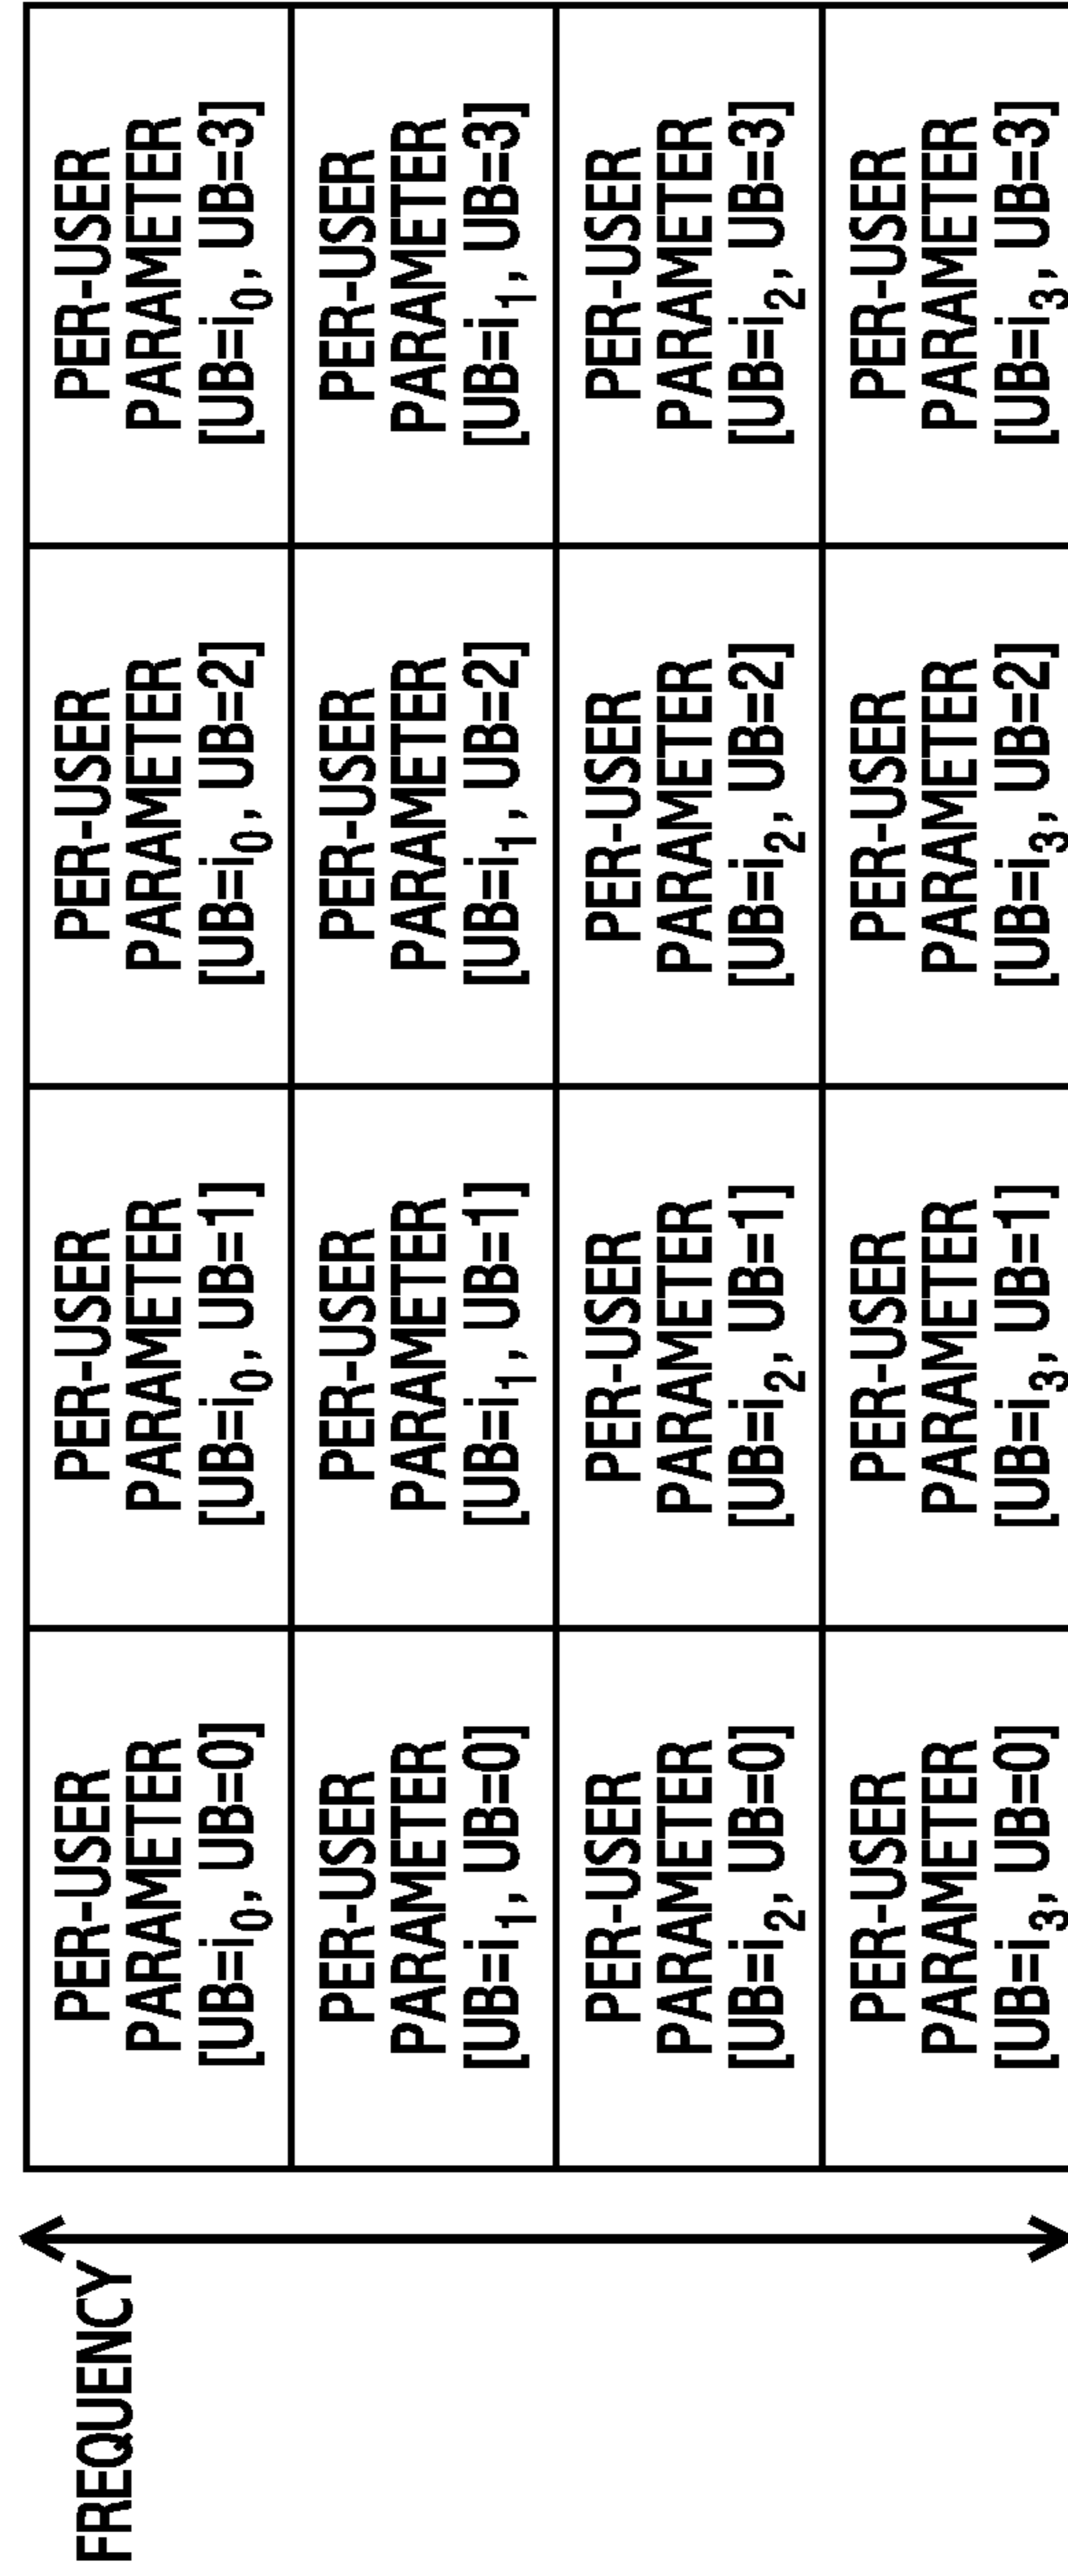 FREQUENCY
PER-USER
PARAMETER
[UB=i₀, UB=0]
PER-USER
PARAMETER
[UB=i₀, UB=1]
PER-USER
PARAMETER
[UB=i₀, UB=2]
PER-USER
PARAMETER
[UB=i₀, UB=3]
PER-USER
PARAMETER
[UB=i₁, UB=0]
PER-USER
PARAMETER
[UB=i₁, UB=1]
PER-USER
PARAMETER
[UB=i₁, UB=2]
PER-USER
PARAMETER
[UB=i₁, UB=3]
PER-USER
PARAMETER
[UB=i₂, UB=0]
PER-USER
PARAMETER
[UB=i₂, UB=1]
PER-USER
PARAMETER
[UB=i₂, UB=2]
PER-USER
PARAMETER
[UB=i₂, UB=3]
PER-USER
PARAMETER
[UB=i₃, UB=0]
PER-USER
PARAMETER
[UB=i₃, UB=1]
PER-USER
PARAMETER
[UB=i₃, UB=2]
PER-USER
PARAMETER
[UB=i₃, UB=3]